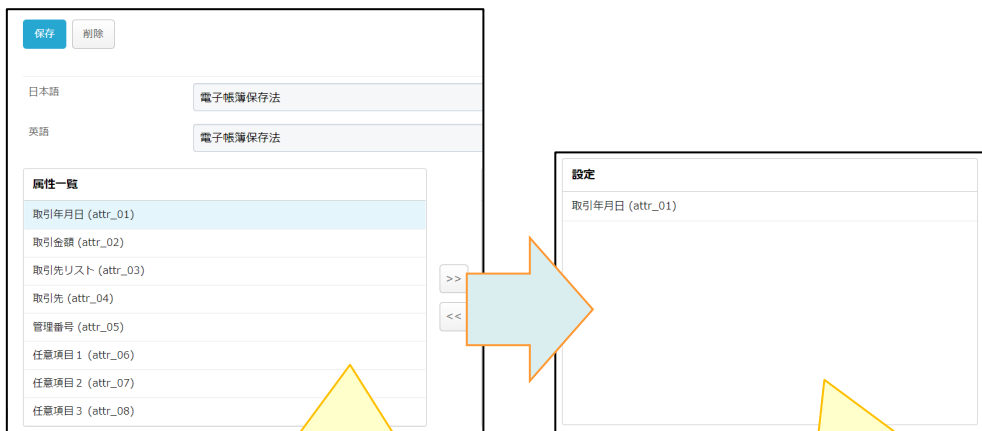 保存 削除
日本語 電子帳簿保存法
英語 電子帳簿保存法
属性一覧
取引年月日 (attr_01)
取引金額 (attr_02)
取引先リスト (attr_03)
取引先 (attr_04)
管理番号 (attr_05)
任意項目1 (attr_06)
任意項目2 (attr_07)
任意項目3 (attr_08)
>>
<<
設定
取引年月日 (attr_01)